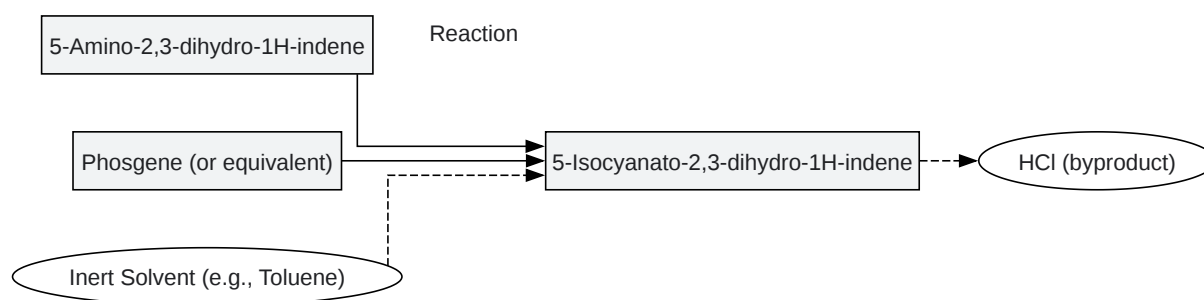 5-Amino-2,3-dihydro-1H-indene
Reaction
Phosgene (or equivalent)
5-Isocyanato-2,3-dihydro-1H-indene
HCl (byproduct)
Inert Solvent (e.g., Toluene)